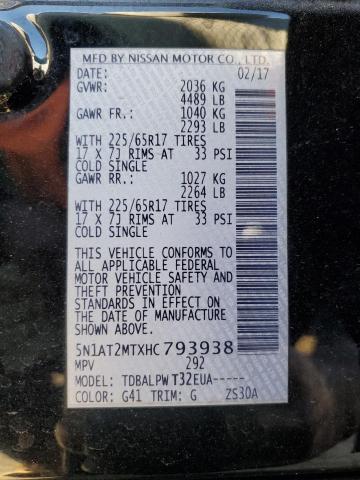 MFD BY NISSAN MOTOR CO., LTD.
DATE: 02/17
GVWR: 2036 KG
4489 LB
GAWR FR.: 1040 KG
2293 LB
WITH 225/65R17 TIRES
17 X 7J RIMS AT 33 PSI
COLD SINGLE
GAWR RR.: 1027 KG
2264 LB
WITH 225/65R17 TIRES
17 X 7J RIMS AT 33 PSI
COLD SINGLE
THIS VEHICLE CONFORMS TO
ALL APPLICABLE FEDERAL
MOTOR VEHICLE SAFETY AND
THEFT PREVENTION
STANDARDS IN EFFECT ON
THE DATE OF MANUFACTURE
SHOWN ABOVE.
5N1AT2MTXHC793938
MPV 292
MODEL: TDBALPWT32EUA-----
COLOR: G41 TRIM: G ZS30A